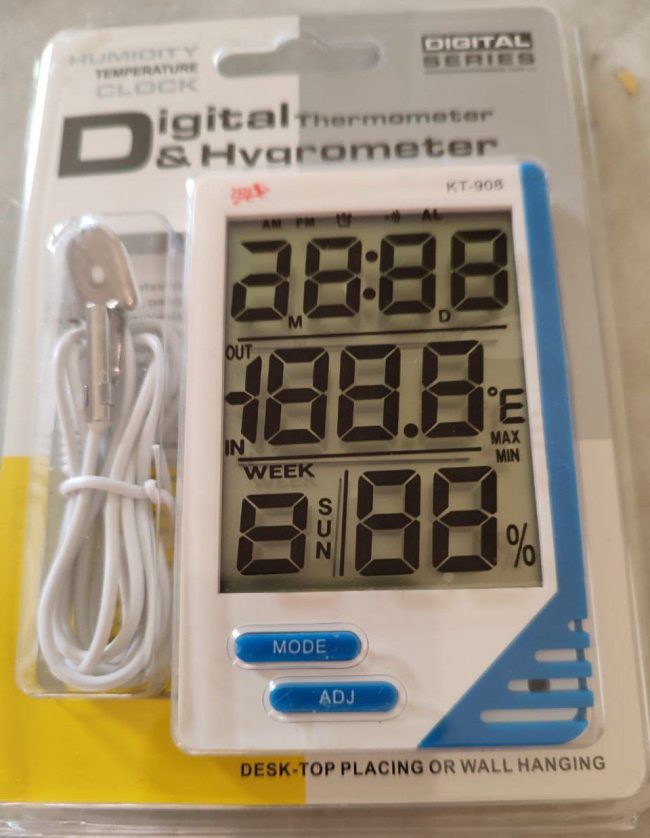 HUMIDITY
TEMPERATURE
CLOCK
DIGITAL
SERIES
Digital Thermometer
& Hygrometer
KT-908
AM PM AL
28:88
M D
OUT
188.8°E
IN
MAX
MIN
WEEK
8 SUN 88%
MODE
ADJ
DESK-TOP PLACING OR WALL HANGING